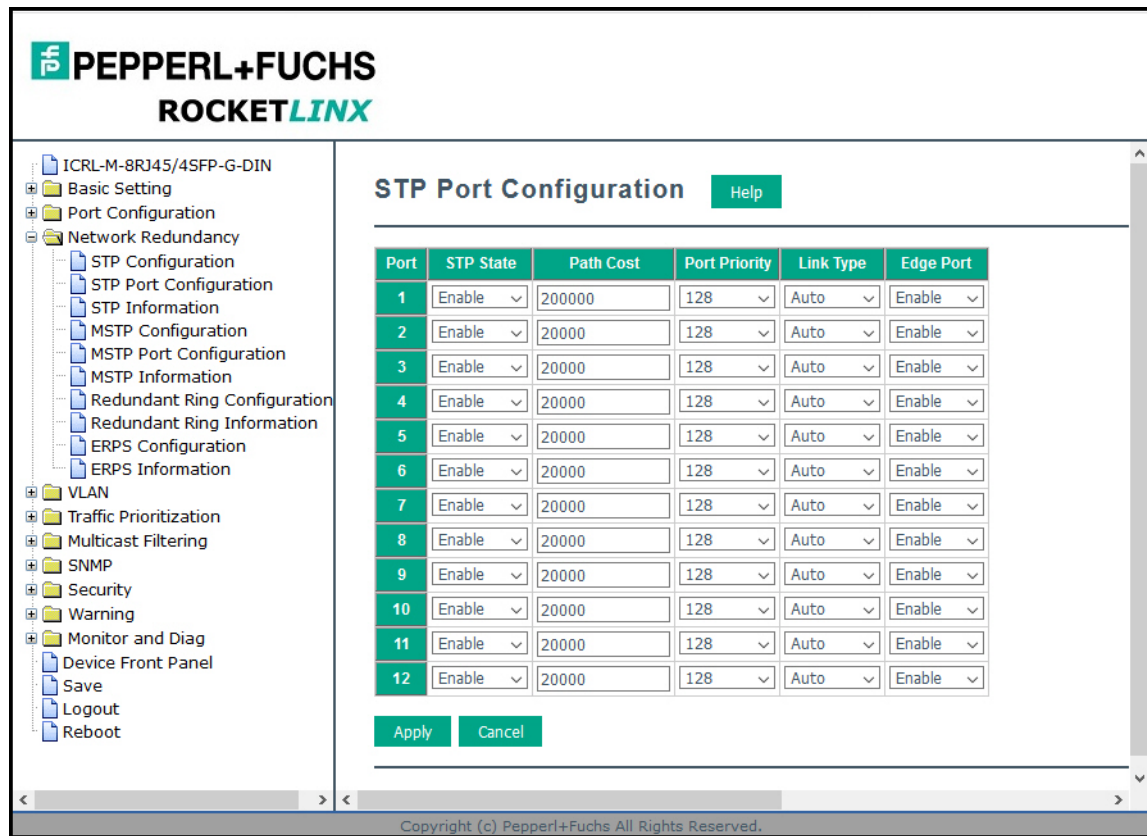 PEPPERL+FUCHS
ROCKETLINX
ICRL-M-8RJ45/4SFP-G-DIN
Basic Setting
Port Configuration
Network Redundancy
STP Configuration
STP Port Configuration
STP Information
MSTP Configuration
MSTP Port Configuration
MSTP Information
Redundant Ring Configuration
Redundant Ring Information
ERPS Configuration
ERPS Information
VLAN
Traffic Prioritization
Multicast Filtering
SNMP
Security
Warning
Monitor and Diag
Device Front Panel
Save
Logout
Reboot
STP Port Configuration Help
Port STP State Path Cost Port Priority Link Type Edge Port
1 Enable 200000 128 Auto Enable
2 Enable 20000 128 Auto Enable
3 Enable 20000 128 Auto Enable
4 Enable 20000 128 Auto Enable
5 Enable 20000 128 Auto Enable
6 Enable 20000 128 Auto Enable
7 Enable 20000 128 Auto Enable
8 Enable 20000 128 Auto Enable
9 Enable 20000 128 Auto Enable
10 Enable 20000 128 Auto Enable
11 Enable 20000 128 Auto Enable
12 Enable 20000 128 Auto Enable
Apply Cancel
Copyright (c) Pepperl+Fuchs All Rights Reserved.